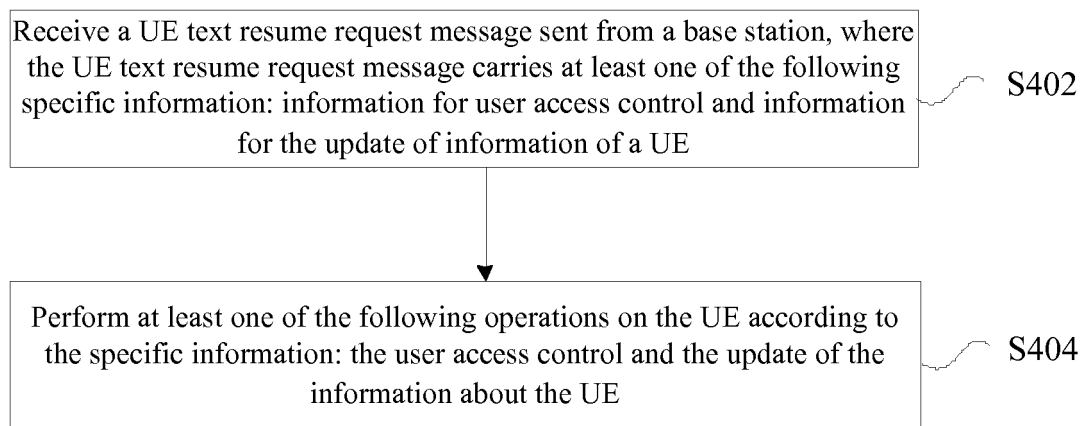 Receive a UE text resume request message sent from a base station, where
the UE text resume request message carries at least one of the following
specific information: information for user access control and information
for the update of information of a UE
S402
Perform at least one of the following operations on the UE according to
the specific information: the user access control and the update of the
information about the UE
S404